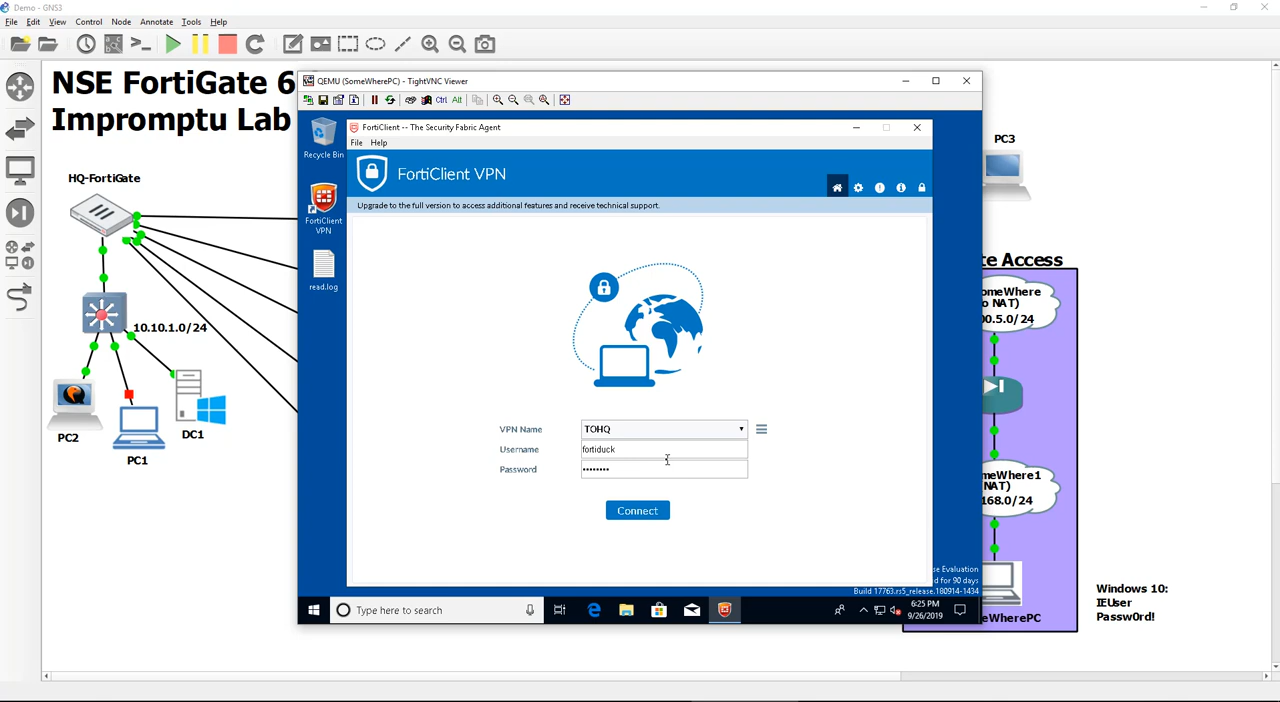 Demo - GNS3
File Edit View Control Node Annotate Tools Help
NSE FortiGate 6
Impromptu Lab
HQ-FortiGate
10.10.1.0/24
PC2
PC1
DC1
QEMU (SomeWherePC) - TightVNC Viewer
Ctrl Alt
Recycle Bin
FortiClient
VPN
read.log
FortiClient -- The Security Fabric Agent
File Help
FortiClient VPN
Upgrade to the full version to access additional features and receive technical support.
VPN Name TOHQ
Username fortiduck
Password ••••••••
Connect
se Evaluation
d for 90 days
Build 17763.rs5_release.180914-1434
Type here to search
6:25 PM
9/26/2019
PC3
te Access
omeWhere
o NAT)
00.5.0/24
meWhere1
NAT)
168.0/24
eWherePC
Windows 10:
IEUser
Passw0rd!